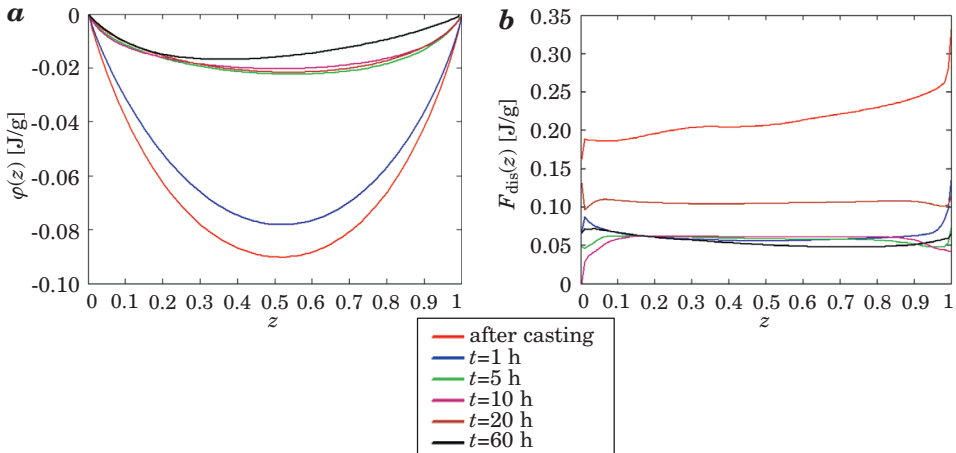 a
0
-0.02
-0.04
-0.06
-0.08
-0.10
φ(z) [J/g]
0 0.1 0.2 0.3 0.4 0.5 0.6 0.7 0.8 0.9 1
z
b
0.35
0.30
0.25
0.20
0.15
0.10
0.05
0
F_dis(z) [J/g]
0 0.1 0.2 0.3 0.4 0.5 0.6 0.7 0.8 0.9 1
z
after casting
t=1 h
t=5 h
t=10 h
t=20 h
t=60 h